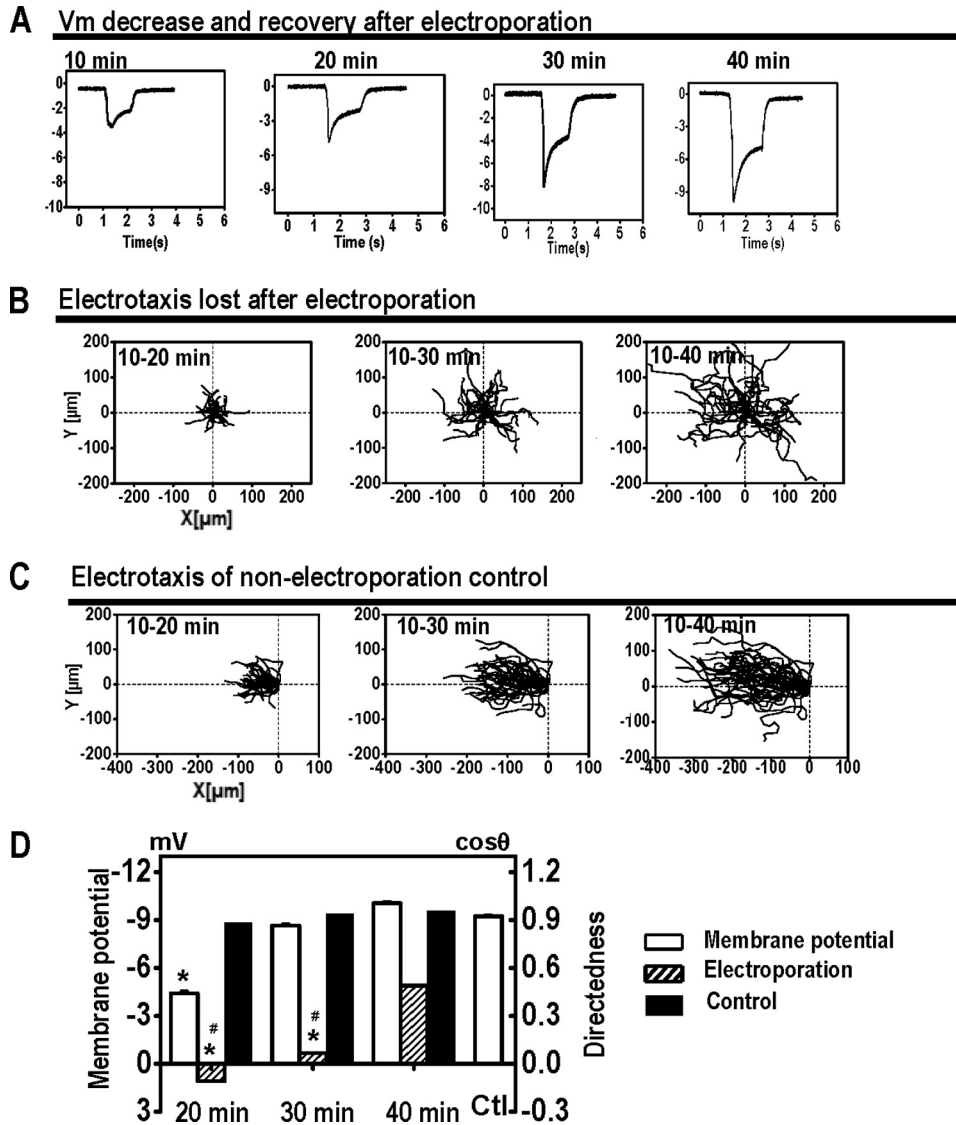 A Vm decrease and recovery after electroporation
10 min 20 min 30 min 40 min
0 0 0 0
-2 -3 -2 -3
-4 -6 -4 -6
-6 -9 -6 -9
-8 -8
-10 -10
0 1 2 3 4 5 6 0 1 2 3 4 5 6 0 1 2 3 4 5 6 0 1 2 3 4 5 6
Time(s) Time (s) Time(s) Time (s)
B Electrotaxis lost after electroporation
10-20 min 10-30 min 10-40 min
200 200 200
100 100 100
0 0 0
-100 -100 -100
-200 -200 -200
Y [µm]
-200 -100 0 100 200 -200 -100 0 100 200 -200 -100 0 100 200
X[µm]
C Electrotaxis of non-electroporation control
10-20 min 10-30 min 10-40 min
200 200 200
100 100 100
0 0 0
-100 -100 -100
-200 -200 -200
Y [µm]
-400 -300 -200 -100 0 100 -400 -300 -200 -100 0 100 -400 -300 -200 -100 0 100
X[µm]
D mV cosθ
-12 1.2
-9 0.9
-6 0.6
-3 0.3
0 0.0
3 -0.3
Membrane potential
Directedness
* # * # *
20 min 30 min 40 min Ctl
Membrane potential
Electroporation
Control